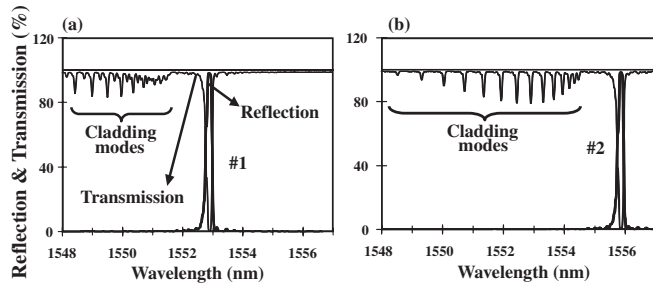 (a)
(b)
Reflection & Transmission (%)
120
80
40
0
Reflection
Cladding
modes
#1
Transmission
1548
1550
1552
1554
1556
Wavelength (nm)
120
80
40
0
Cladding
modes
#2
1548
1550
1552
1554
1556
Wavelength (nm)